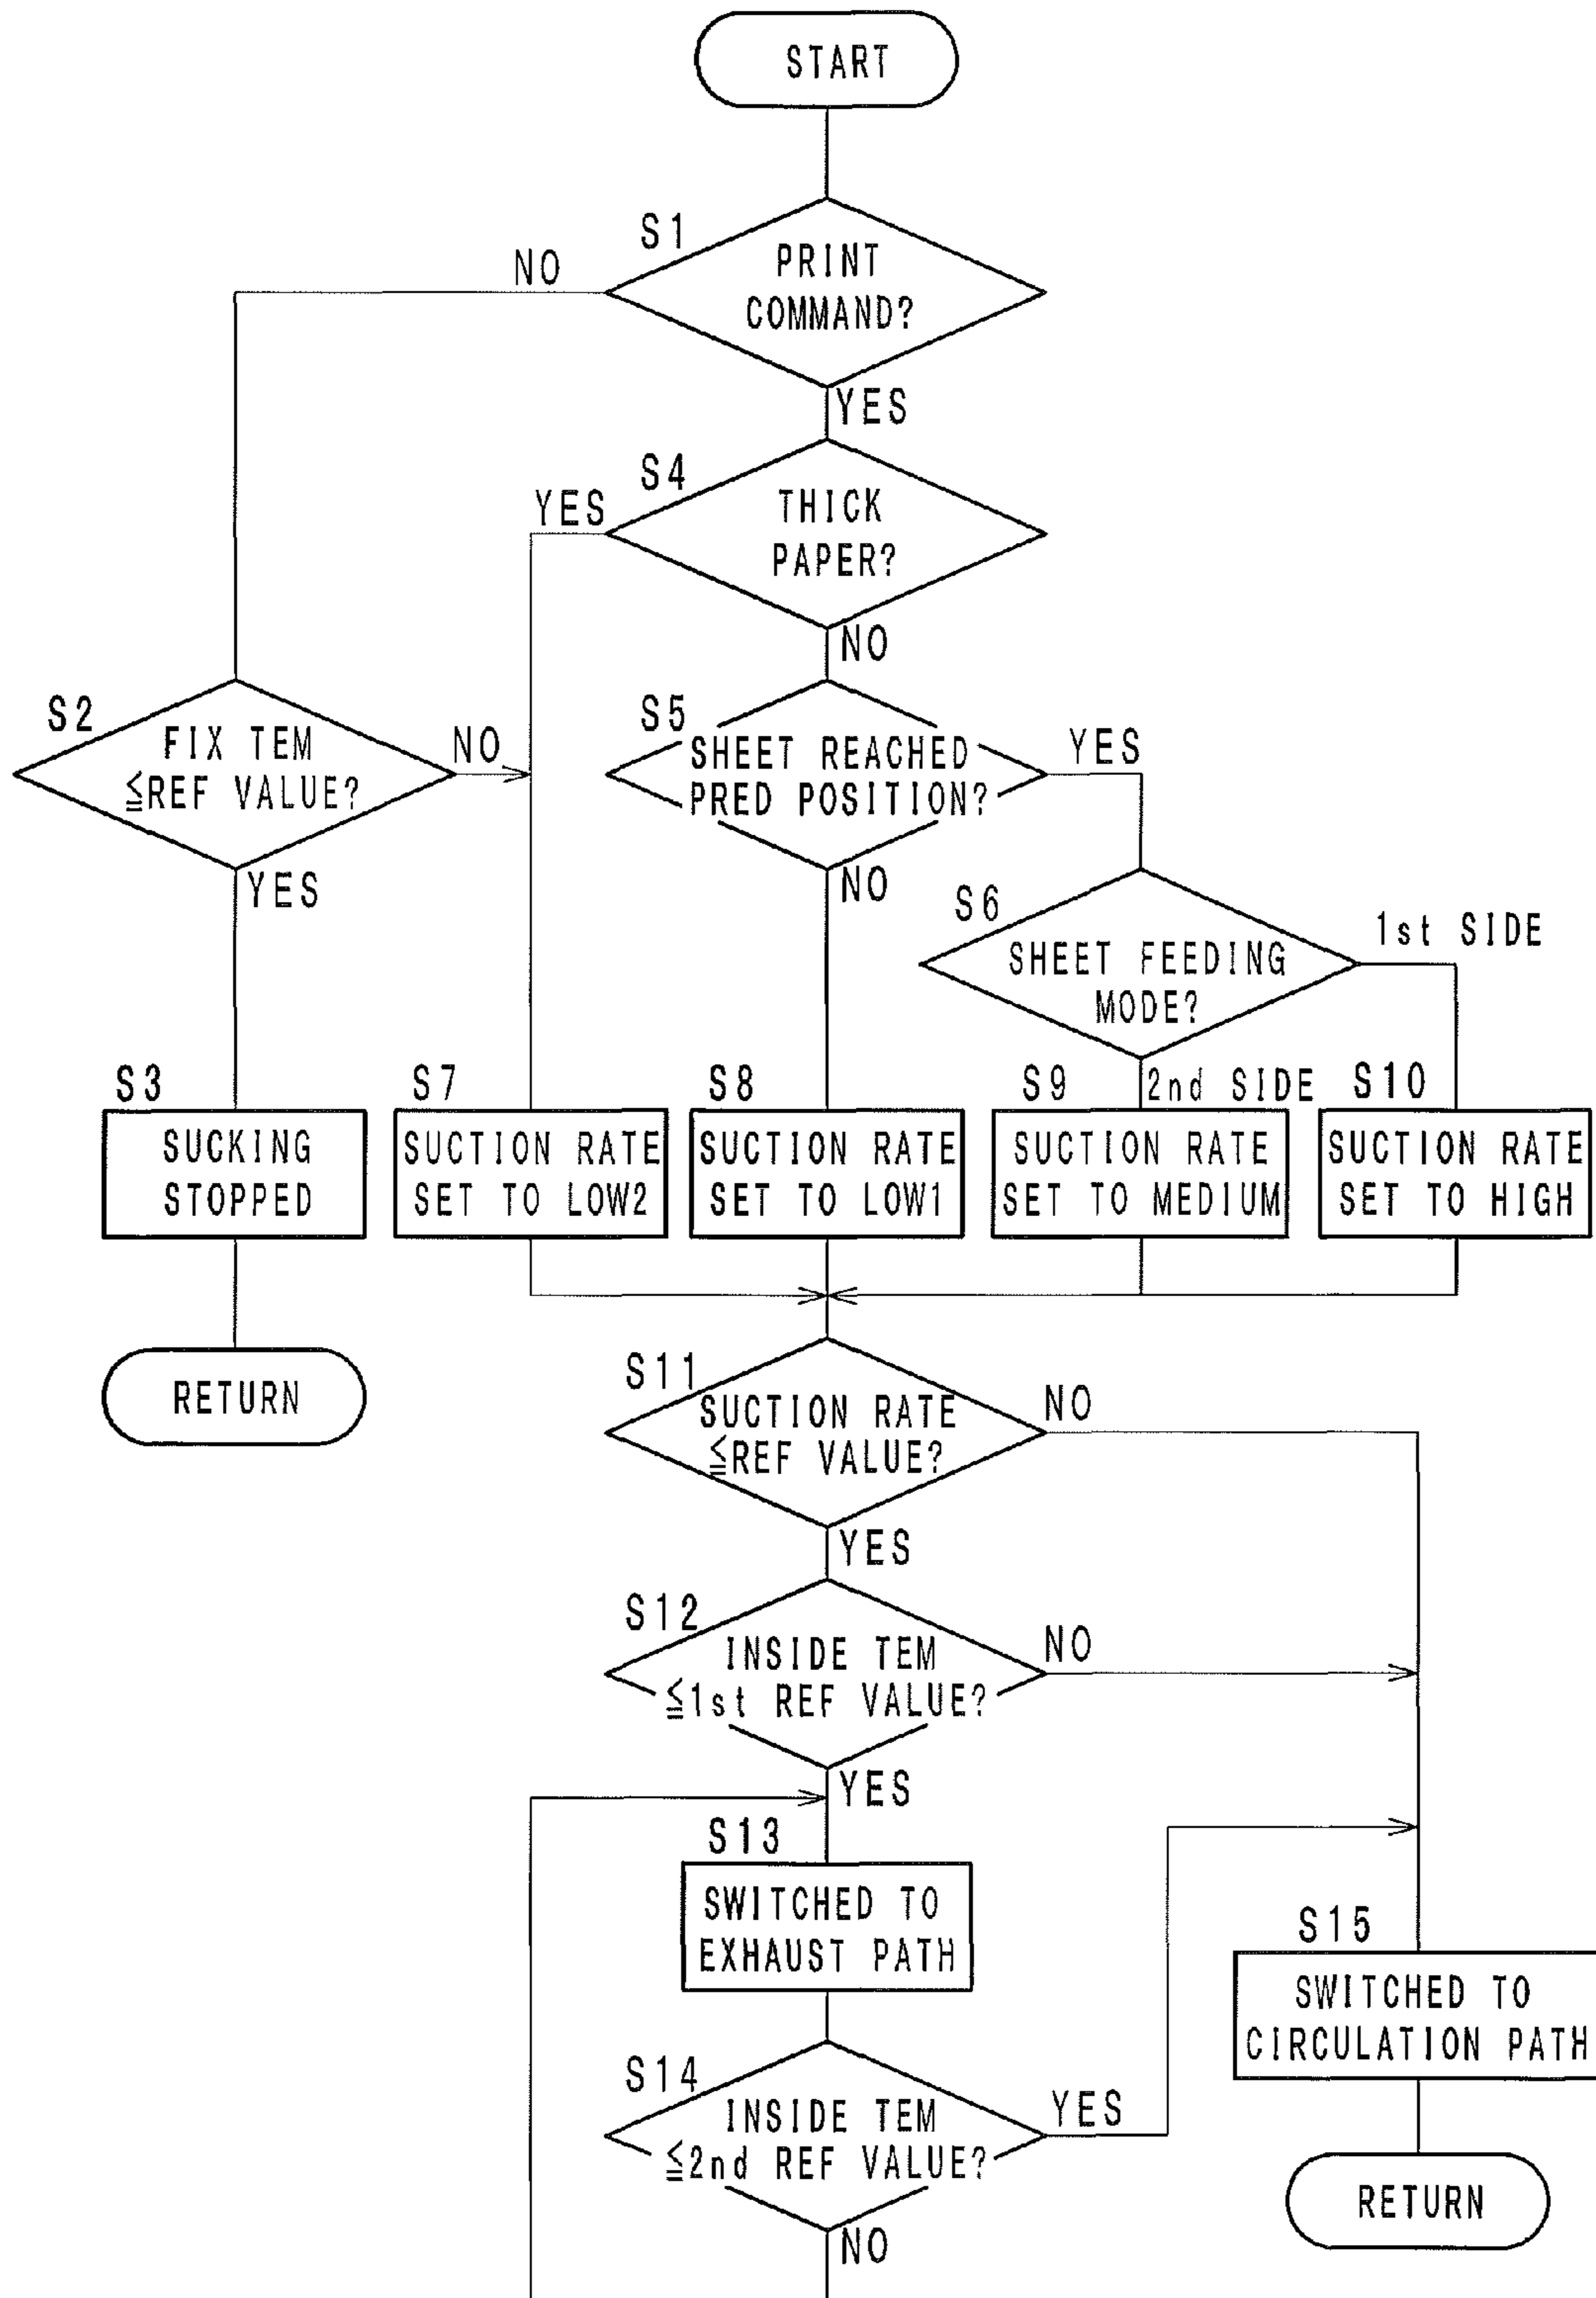 START
S1
PRINT
COMMAND?
NO
YES
S4
THICK
PAPER?
YES
NO
S2
FIX TEM
≦REF VALUE?
NO
YES
S5
SHEET REACHED
PRED POSITION?
YES
NO
S6
SHEET FEEDING
MODE?
1st SIDE
2nd SIDE
S3
SUCKING
STOPPED
S7
SUCTION RATE
SET TO LOW2
S8
SUCTION RATE
SET TO LOW1
S9
SUCTION RATE
SET TO MEDIUM
S10
SUCTION RATE
SET TO HIGH
RETURN
S11
SUCTION RATE
≦REF VALUE?
NO
YES
S12
INSIDE TEM
≦1st REF VALUE?
NO
YES
S13
SWITCHED TO
EXHAUST PATH
S14
INSIDE TEM
≦2nd REF VALUE?
YES
NO
S15
SWITCHED TO
CIRCULATION PATH
RETURN